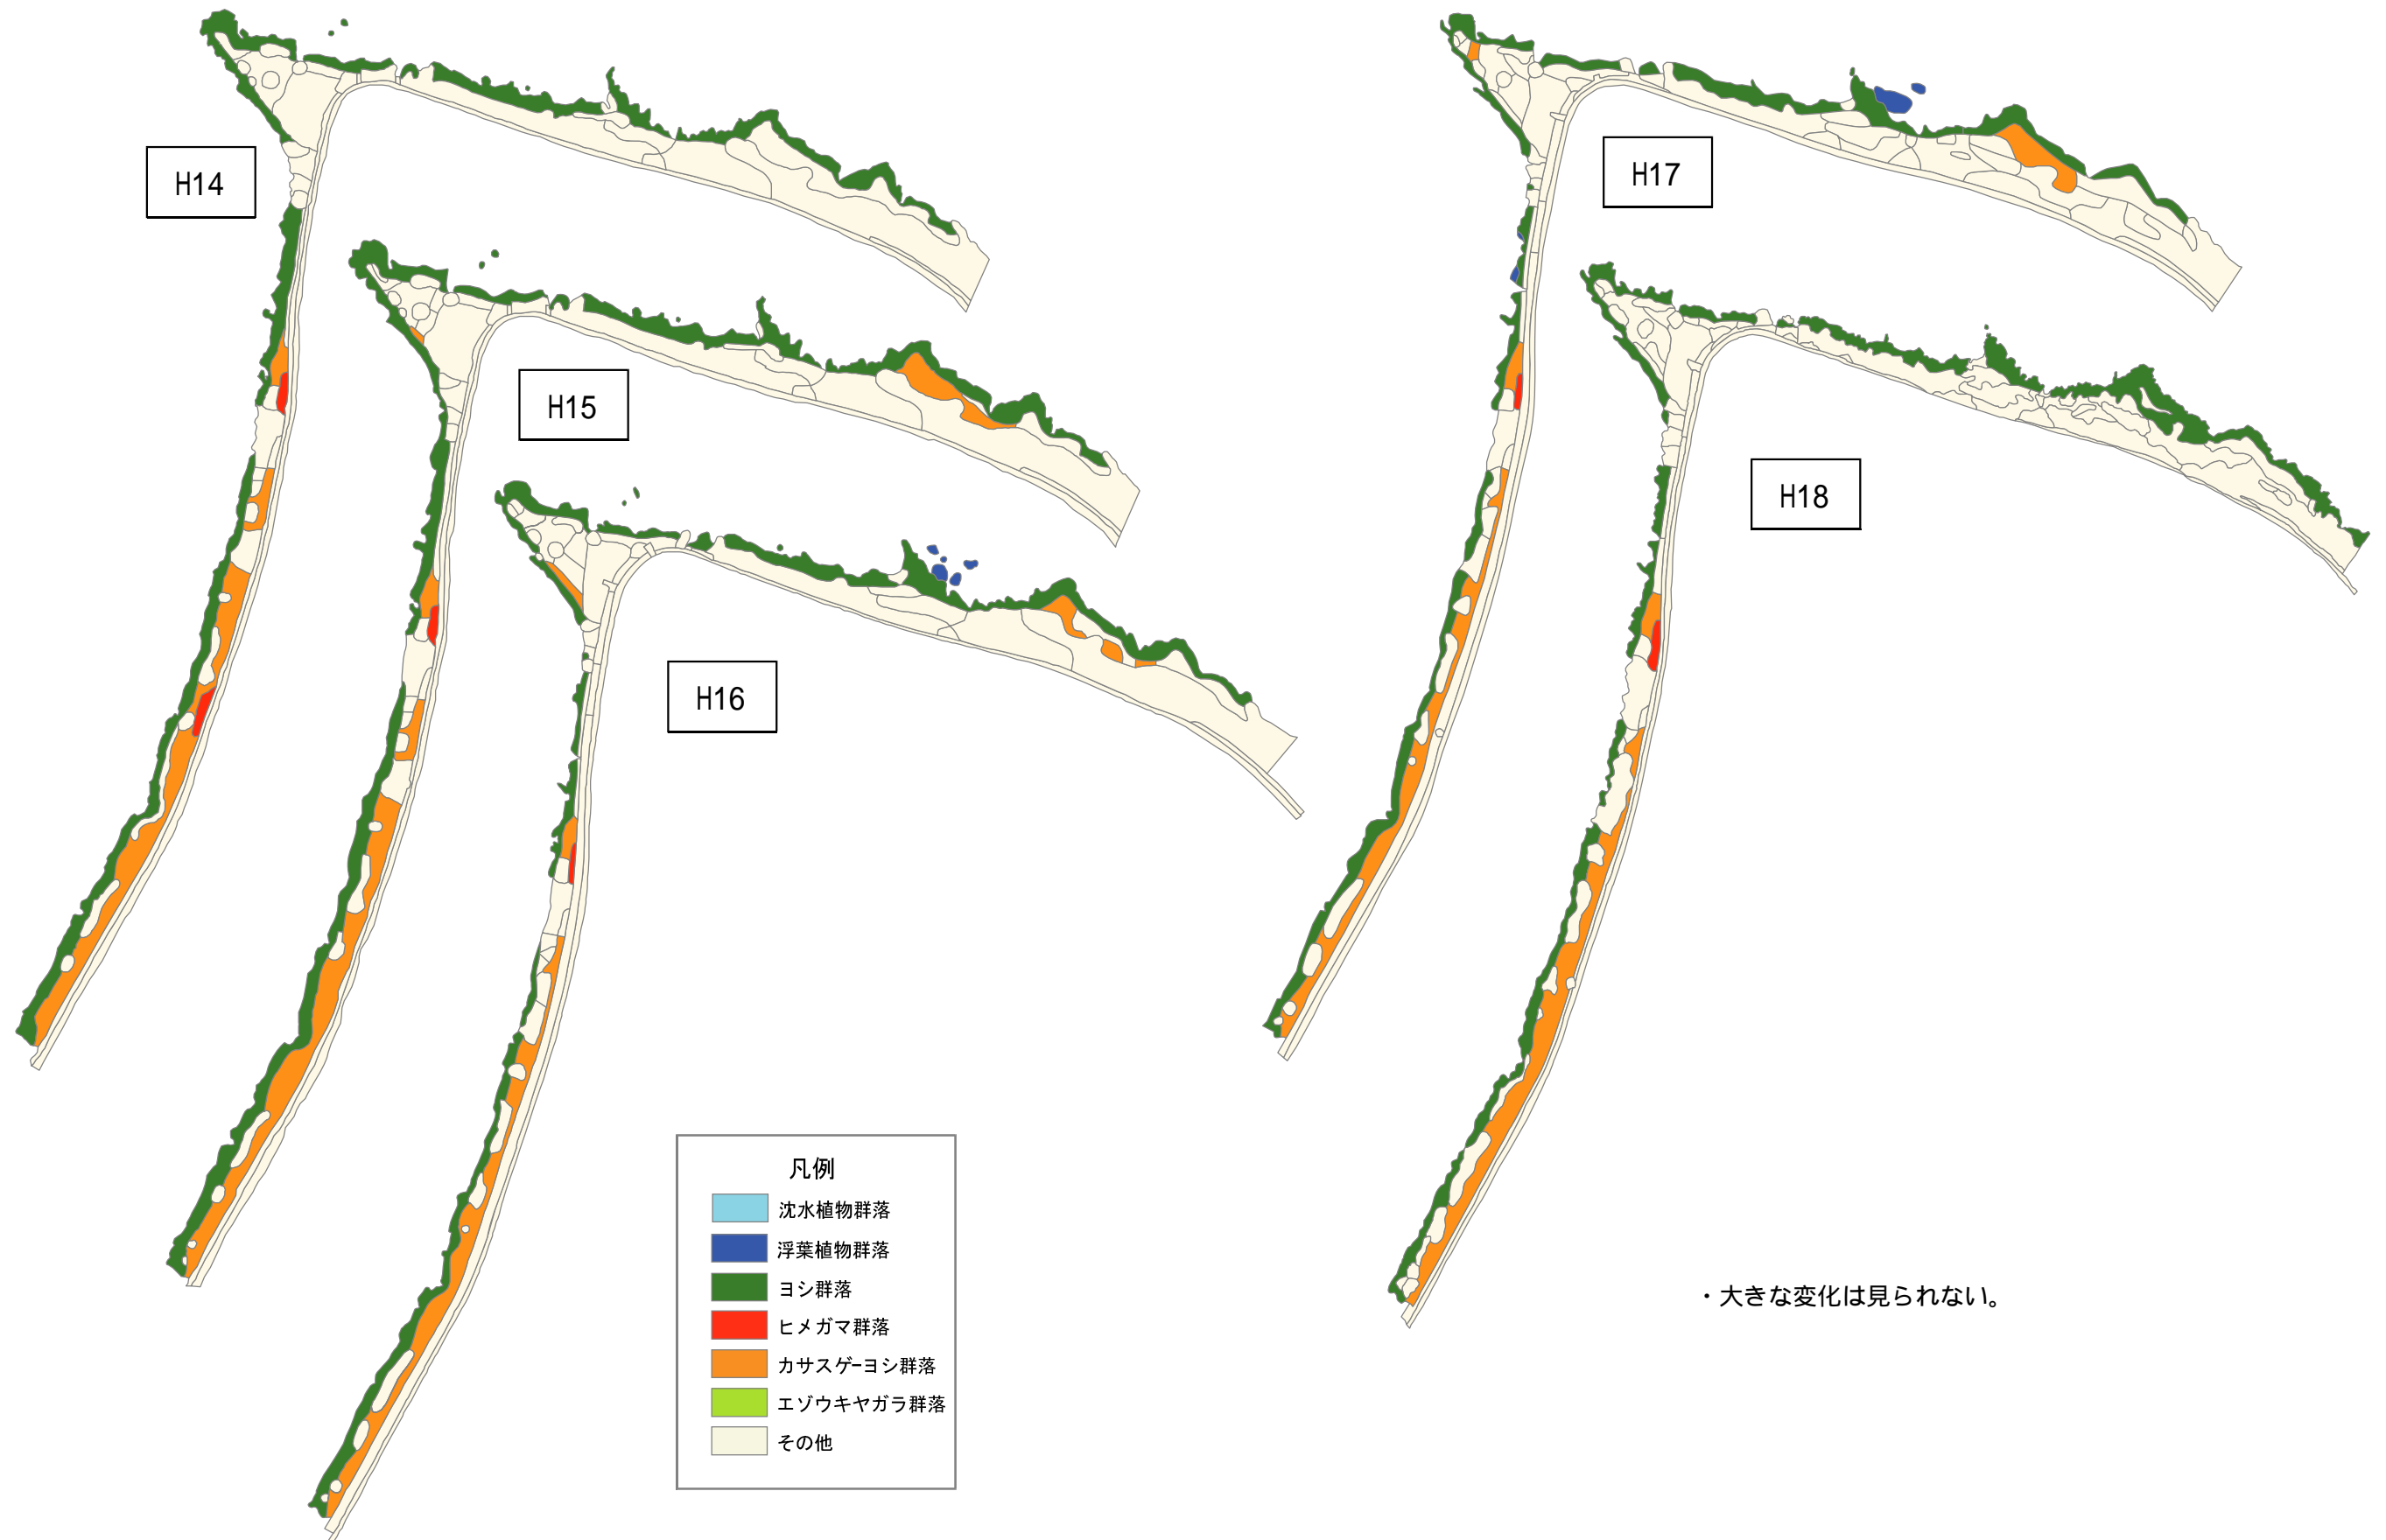 H14
H15
H16
H17
H18
凡例
沈水植物群落
浮葉植物群落
ヨシ群落
ヒメガマ群落
カサスゲーヨシ群落
エゾウキヤガラ群落
その他
・大きな変化は見られない。